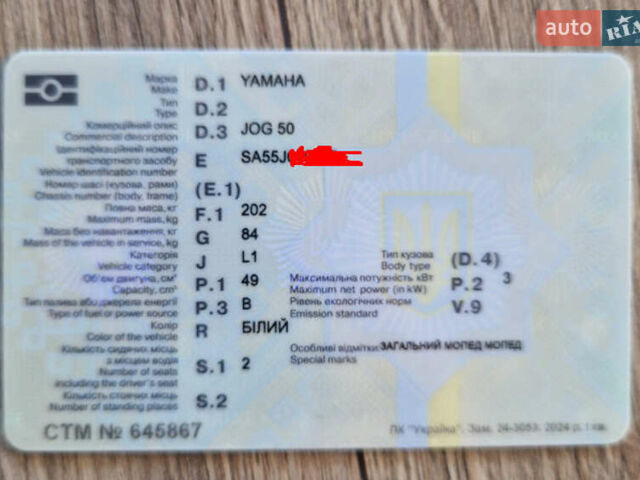 auto RIA
Марка
Make D.1 YAMAHA
Тип
Type D.2
Комерційний опис
Commercial description D.3 JOG 50
Ідентифікаційний номер
транспортного засобу E SA55J
Vehicle identification number
Номер шасі (кузова, рами)
Chassis number (body, frame) (E.1)
Повна маса, кг
Maximum mass, kg F.1 202
Маса без навантаження, кг
Mass of the vehicle in service, kg G 84
Категорія
Vehicle category J L1
Тип кузова
Body type (D.4)
Об'єм двигуна, см³
Capacity, cm³ P.1 49
Максимальна потужність, кВт
Maximum net power (in kW) P.2 3
Тип палива або джерела енергії
Type of fuel or power source P.3 B
Рівень екологічних норм
Emission standard V.9
Колір
Color of the vehicle R БІЛИЙ
Кількість сидячих місць
з місцем водія
Number of seats S.1 2
including the driver's seat
Особливі відмітки ЗАГАЛЬНИЙ МОПЕД МОПЕД
Special marks
Кількість стоячих місць
Number of standing places S.2
СТМ № 645867
ПК "Україна". Зам. 24-3053. 2024 р. I кв.